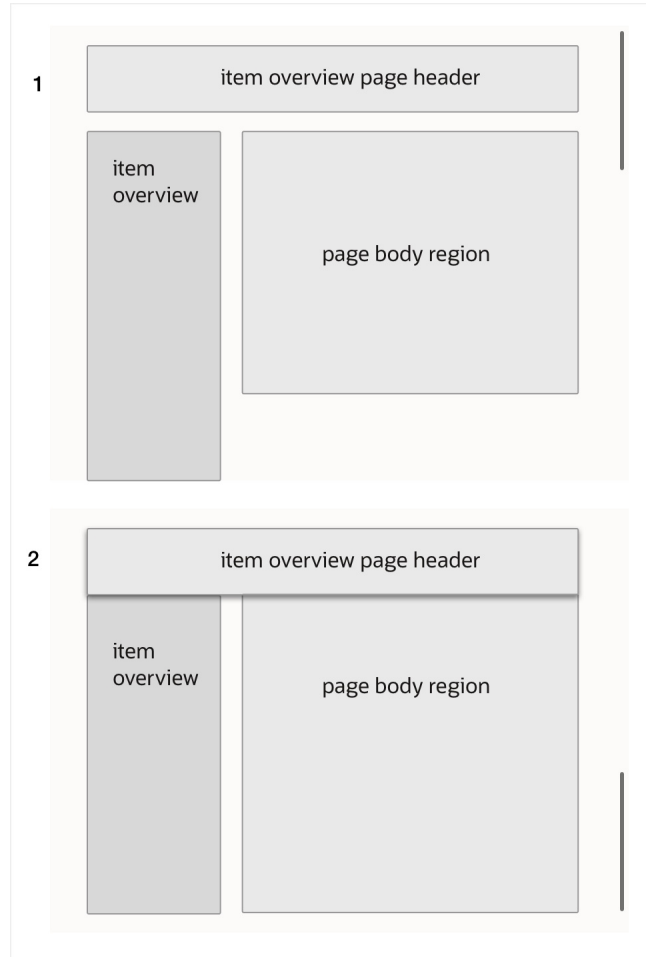 1
item overview page header
item
overview
page body region
2
item overview page header
item
overview
page body region